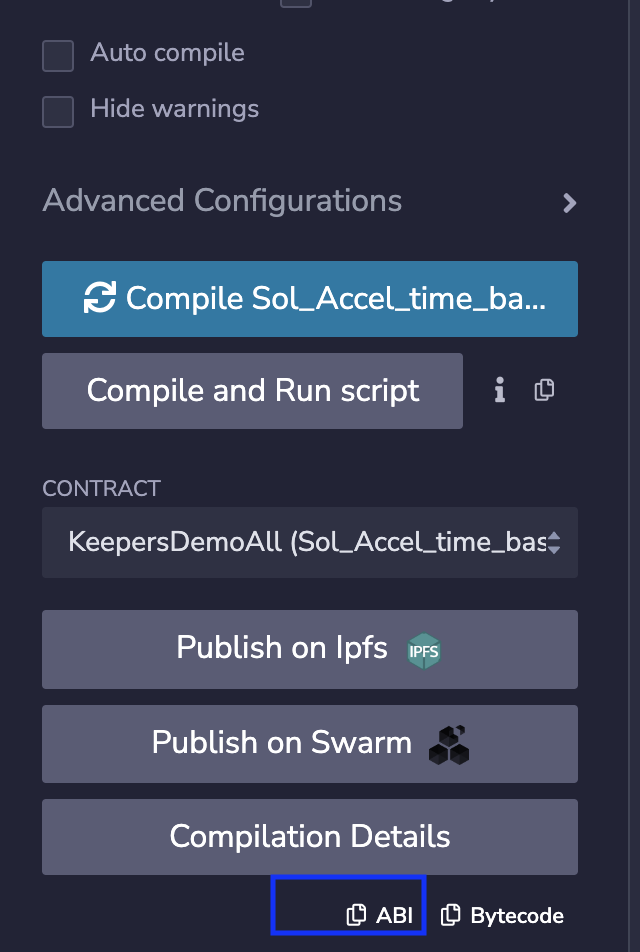 Auto compile
Hide warnings
Advanced Configurations
Compile Sol_Accel_time_ba...
Compile and Run script
CONTRACT
KeepersDemoAll (Sol_Accel_time_bas
Publish on Ipfs IPFS
Publish on Swarm
Compilation Details
ABI Bytecode